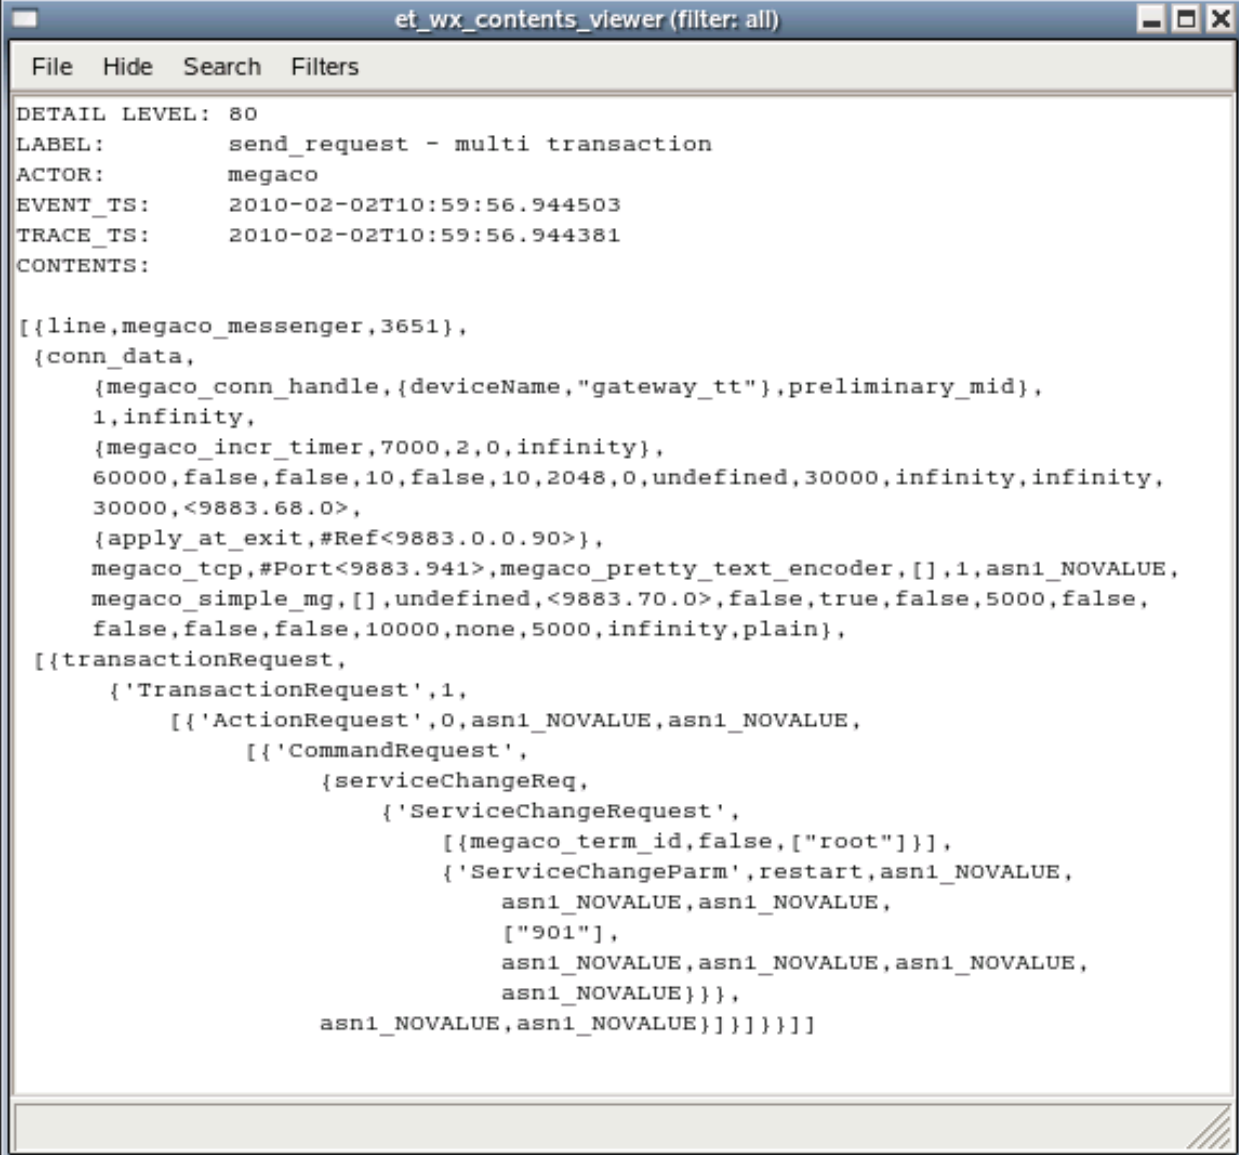 et_wx_contents_viewer (filter: all)
File Hide Search Filters
DETAIL LEVEL: 80
LABEL: send_request - multi transaction
ACTOR: megaco
EVENT_TS: 2010-02-02T10:59:56.944503
TRACE_TS: 2010-02-02T10:59:56.944381
CONTENTS:
[{line,megaco_messenger,3651},
{conn_data,
{megaco_conn_handle,{deviceName,"gateway_tt"},preliminary_mid},
1,infinity,
{megaco_incr_timer,7000,2,0,infinity},
60000,false,false,10,false,10,2048,0,undefined,30000,infinity,infinity,
30000,<9883.68.0>,
{apply_at_exit,#Ref<9883.0.0.90>},
megaco_tcp,#Port<9883.941>,megaco_pretty_text_encoder,[],1,asn1_NOVALUE,
megaco_simple_mg,[],undefined,<9883.70.0>,false,true,false,5000,false,
false,false,false,10000,none,5000,infinity,plain},
[{transactionRequest,
{'TransactionRequest',1,
[{'ActionRequest',0,asn1_NOVALUE,asn1_NOVALUE,
[{'CommandRequest',
{serviceChangeReq,
{'ServiceChangeRequest',
[{megaco_term_id,false,["root"]}],
{'ServiceChangeParm',restart,asn1_NOVALUE,
asn1_NOVALUE,asn1_NOVALUE,
["901"],
asn1_NOVALUE,asn1_NOVALUE,asn1_NOVALUE,
asn1_NOVALUE}}},
asn1_NOVALUE,asn1_NOVALUE}]}]}}]]